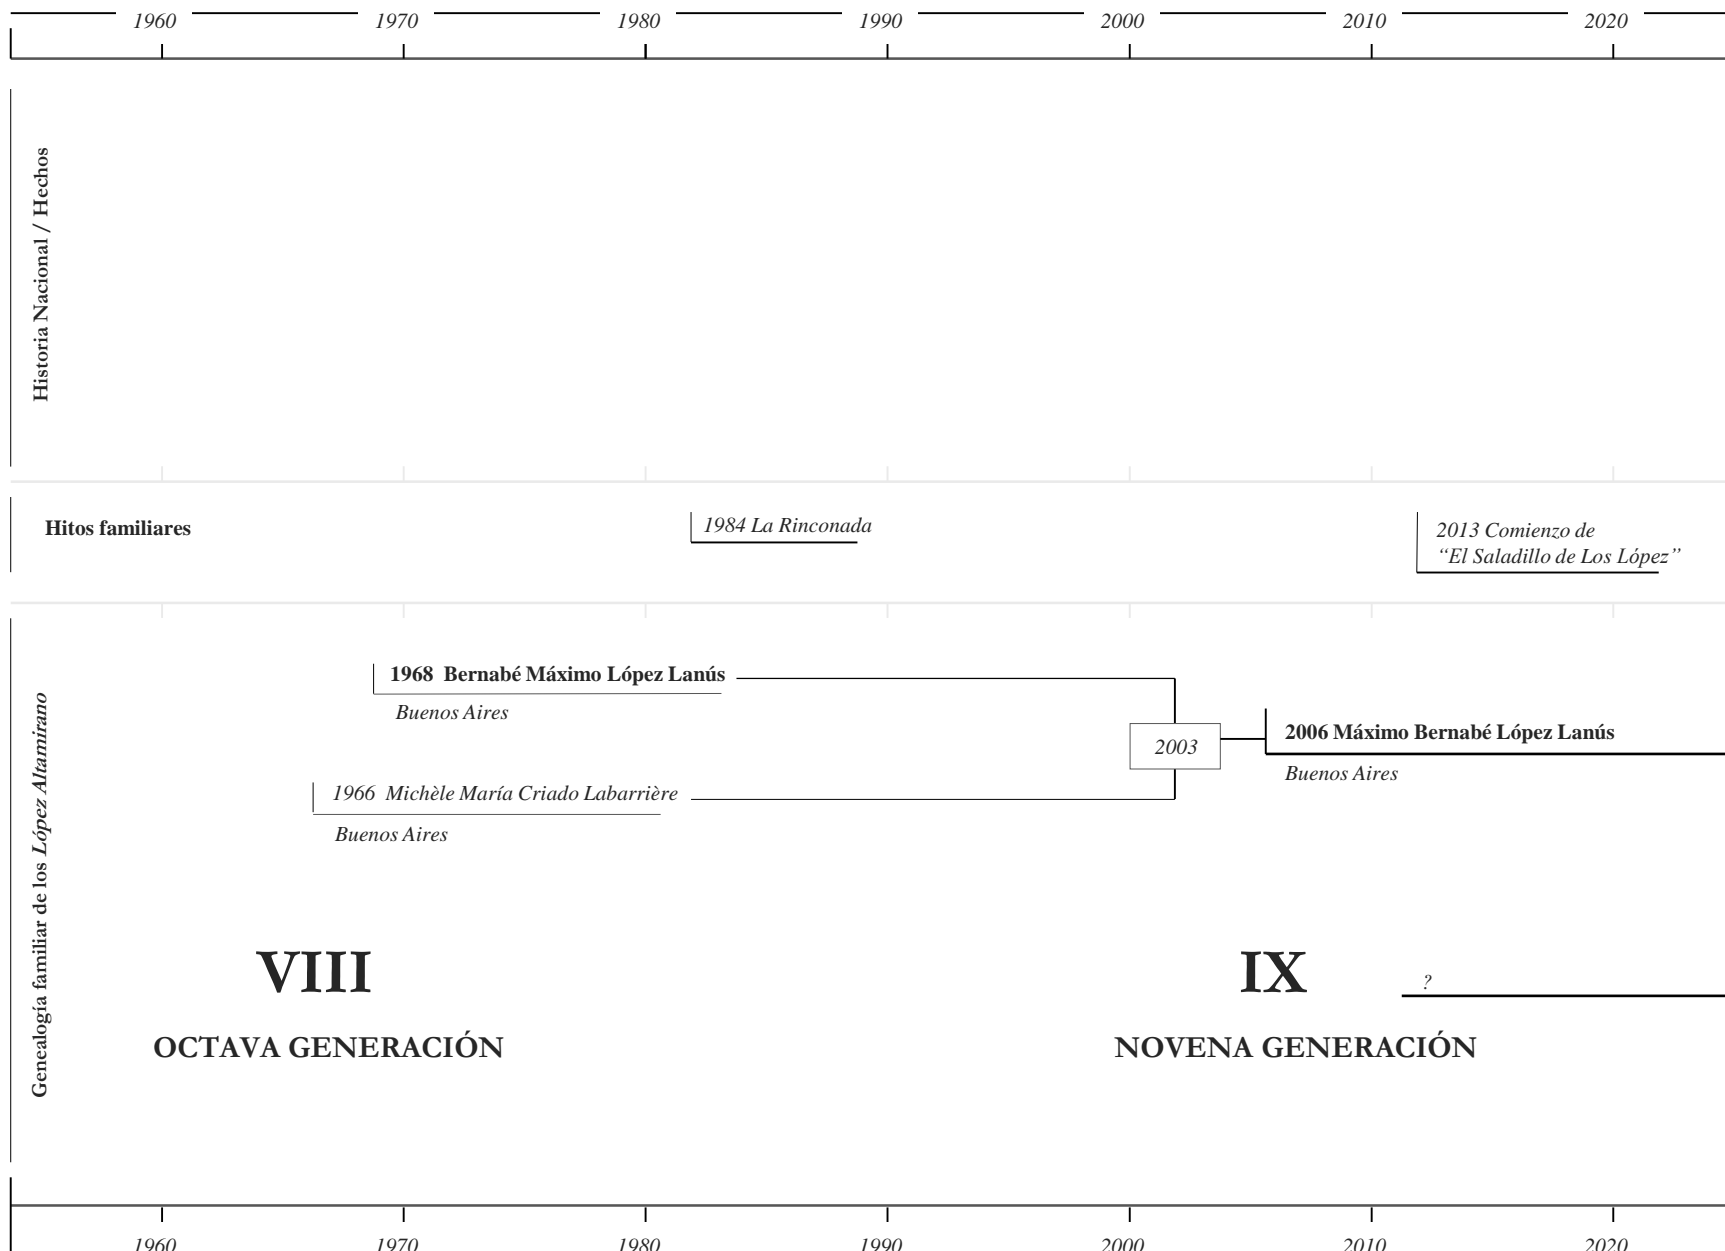 1960 1970 1980 1990 2000 2010 2020
Historia Nacional / Hechos
Hitos familiares
1984 La Rinconada
2013 Comienzo de
“El Saladillo de Los López”
Genealogía familiar de los López Altamirano
1968 Bernabé Máximo López Lanús
Buenos Aires
2003
2006 Máximo Bernabé López Lanús
Buenos Aires
1966 Michèle María Criado Labarrière
Buenos Aires
VIII
OCTAVA GENERACIÓN
IX
?
NOVENA GENERACIÓN
1960 1970 1980 1990 2000 2010 2020